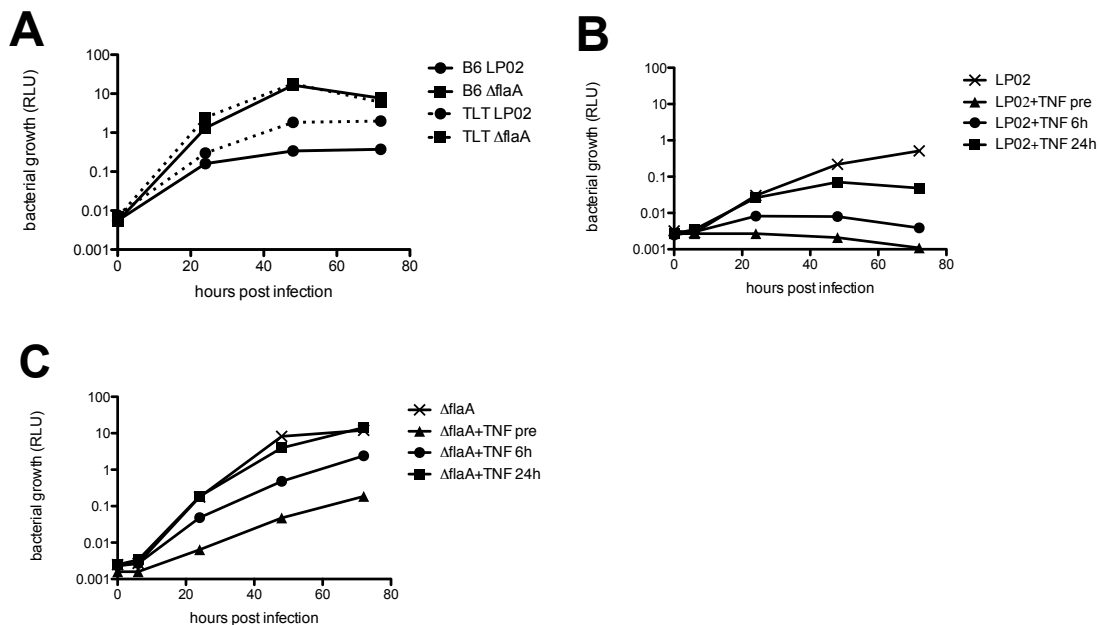 A
bacterial growth (RLU)
100
10
1
0.1
0.01
0.001
0 20 40 60 80
hours post infection
B6 LP02
B6 ΔflaA
TLT LP02
TLT ΔflaA
B
bacterial growth (RLU)
100
10
1
0.1
0.01
0.001
0 20 40 60 80
hours post infection
LP02
LP02+TNF pre
LP02+TNF 6h
LP02+TNF 24h
C
bacterial growth (RLU)
100
10
1
0.1
0.01
0.001
0 20 40 60 80
hours post infection
ΔflaA
ΔflaA+TNF pre
ΔflaA+TNF 6h
ΔflaA+TNF 24h